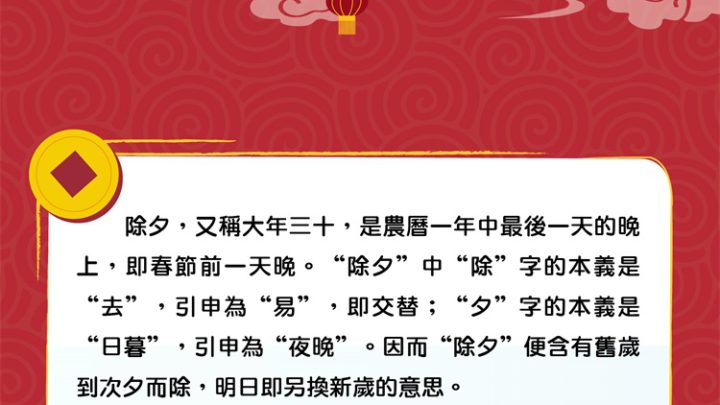 除夕，又稱大年三十，是農曆一年中最後一天的晚
上，即春節前一天晚。“除夕”中“除”字的本義是
“去”，引申為“易”，即交替；“夕”字的本義是
“日暮”，引申為“夜晚”。因而“除夕”便含有舊歲
到次夕而除，明日即另換新歲的意思。